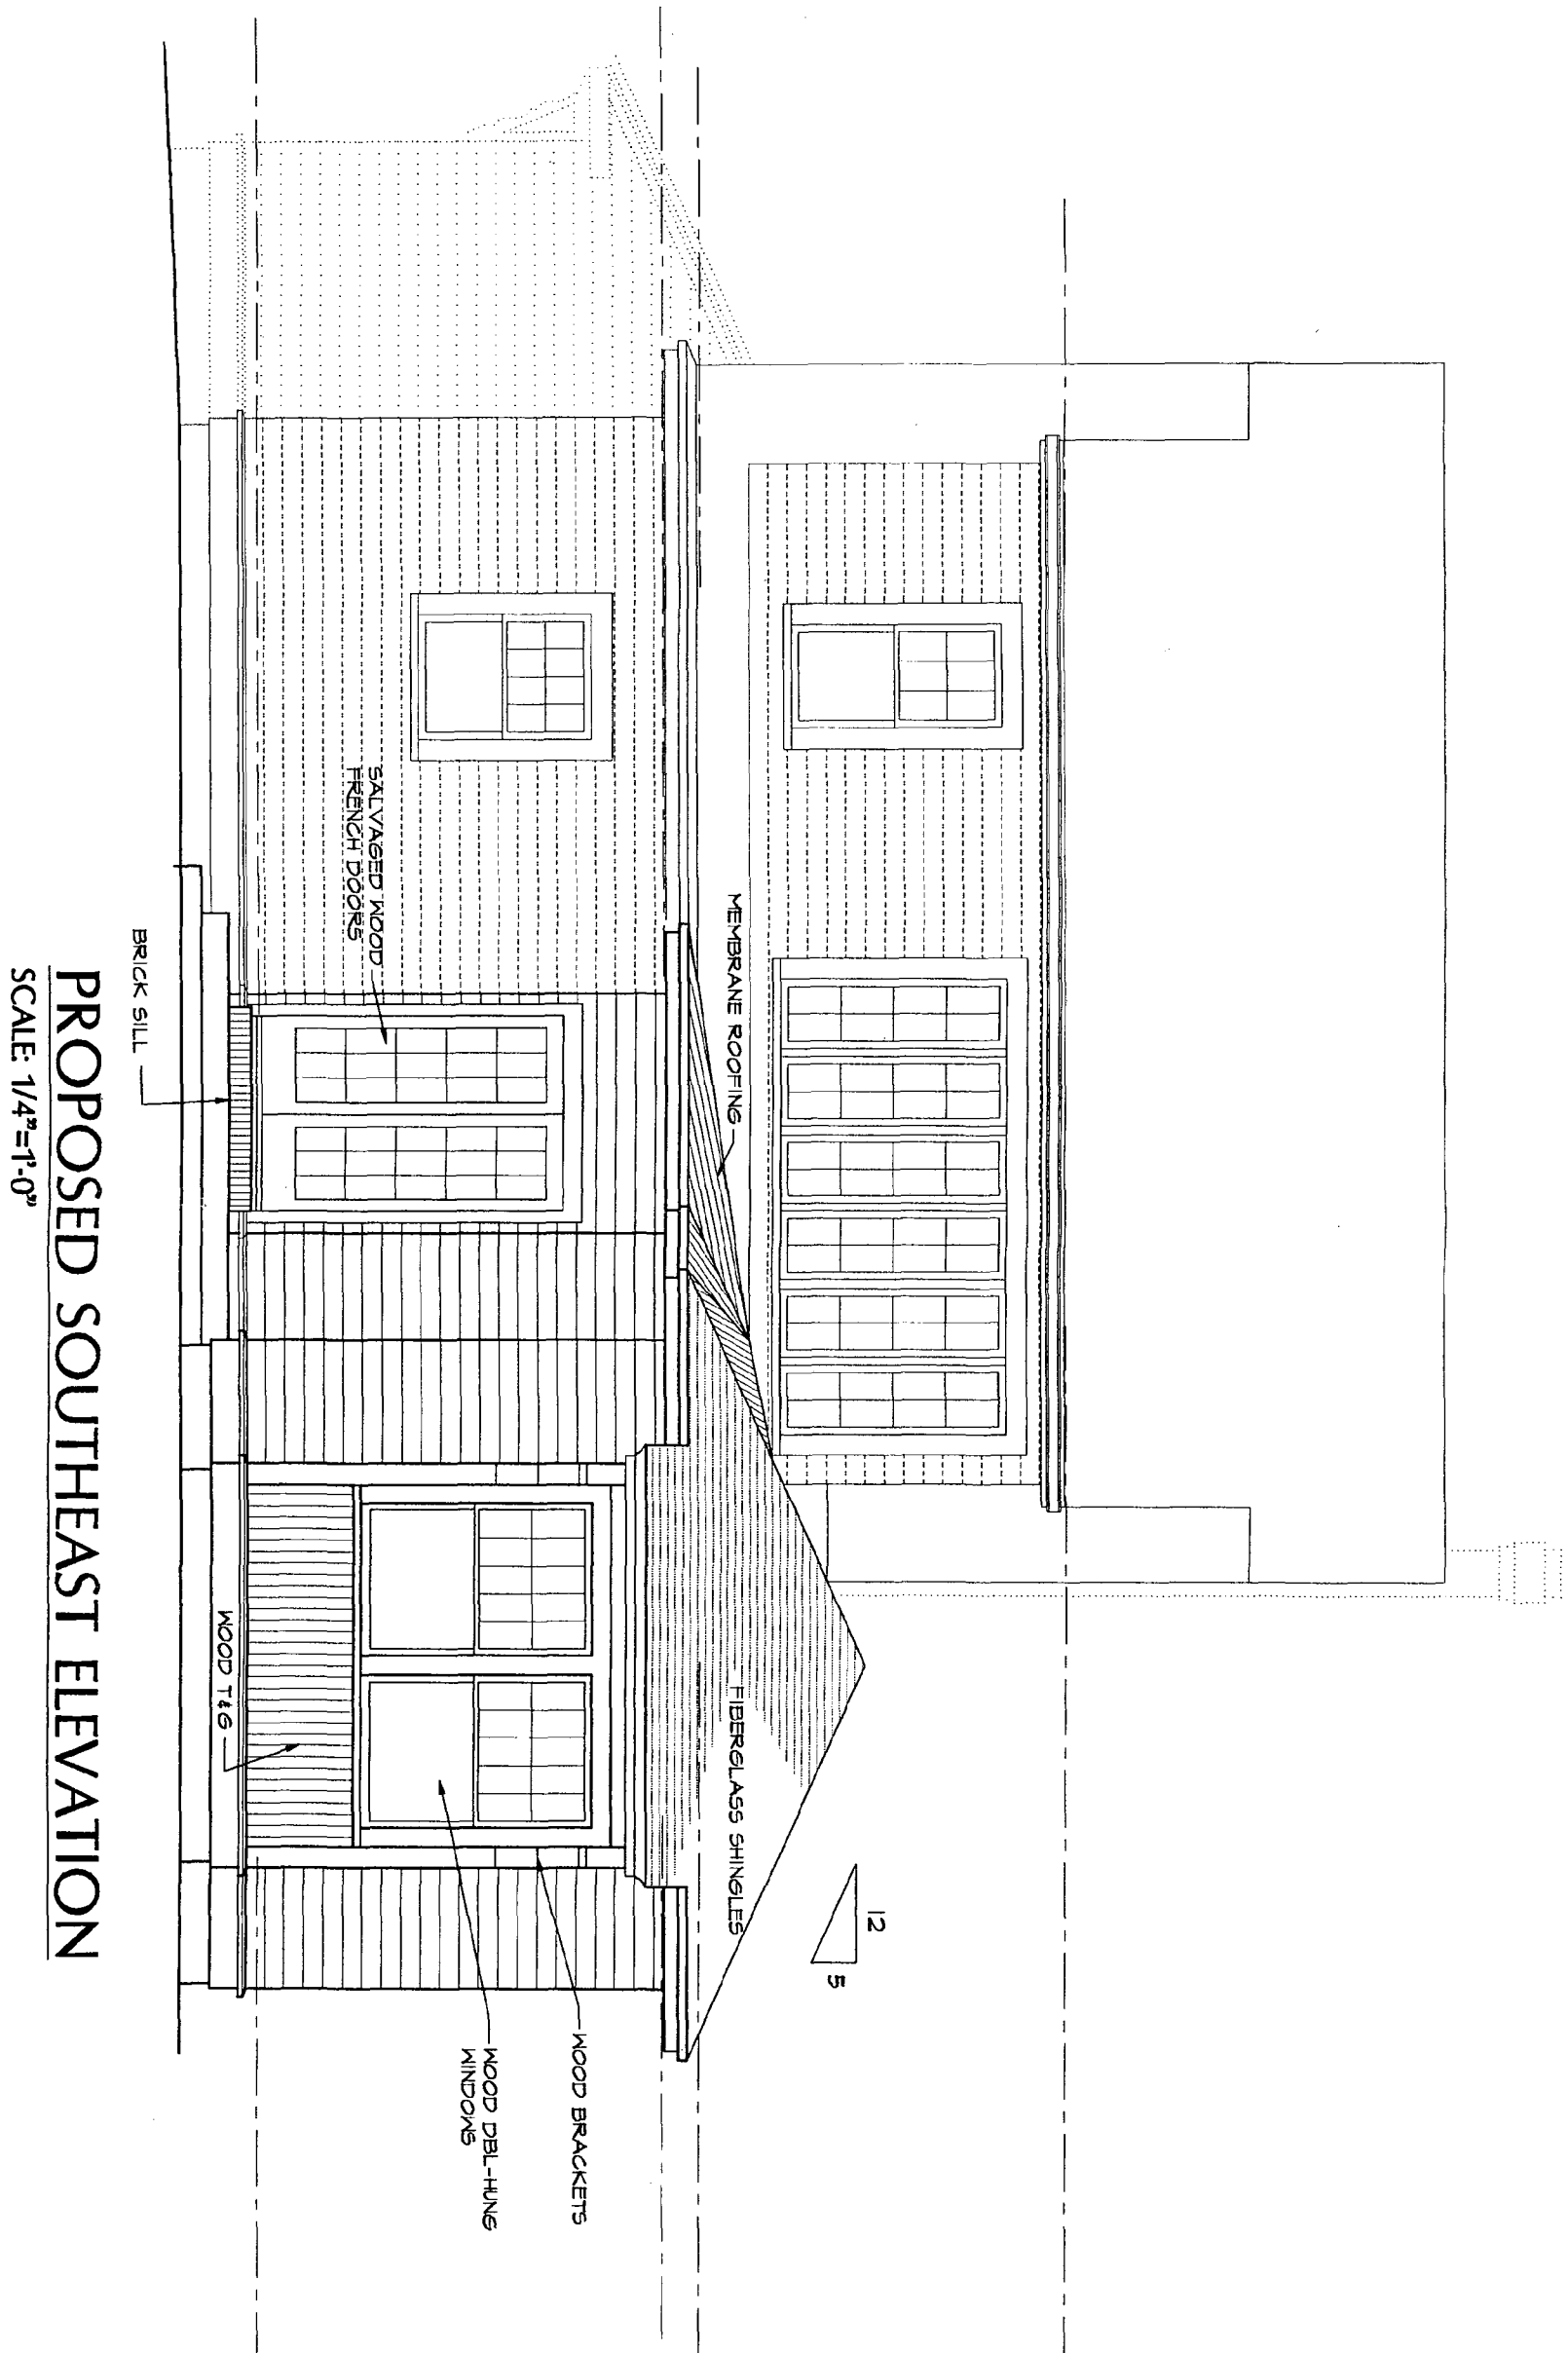 12
5
FIBERGLASS SHINGLES
MEMBRANE ROOFING
WOOD BRACKETS
WOOD DBL-HUNG
WINDOWS
SALVAGED WOOD
FRENCH DOORS
WOOD T&G
BRICK SILL
PROPOSED SOUTHEAST ELEVATION
SCALE: 1/4"=1'-0"